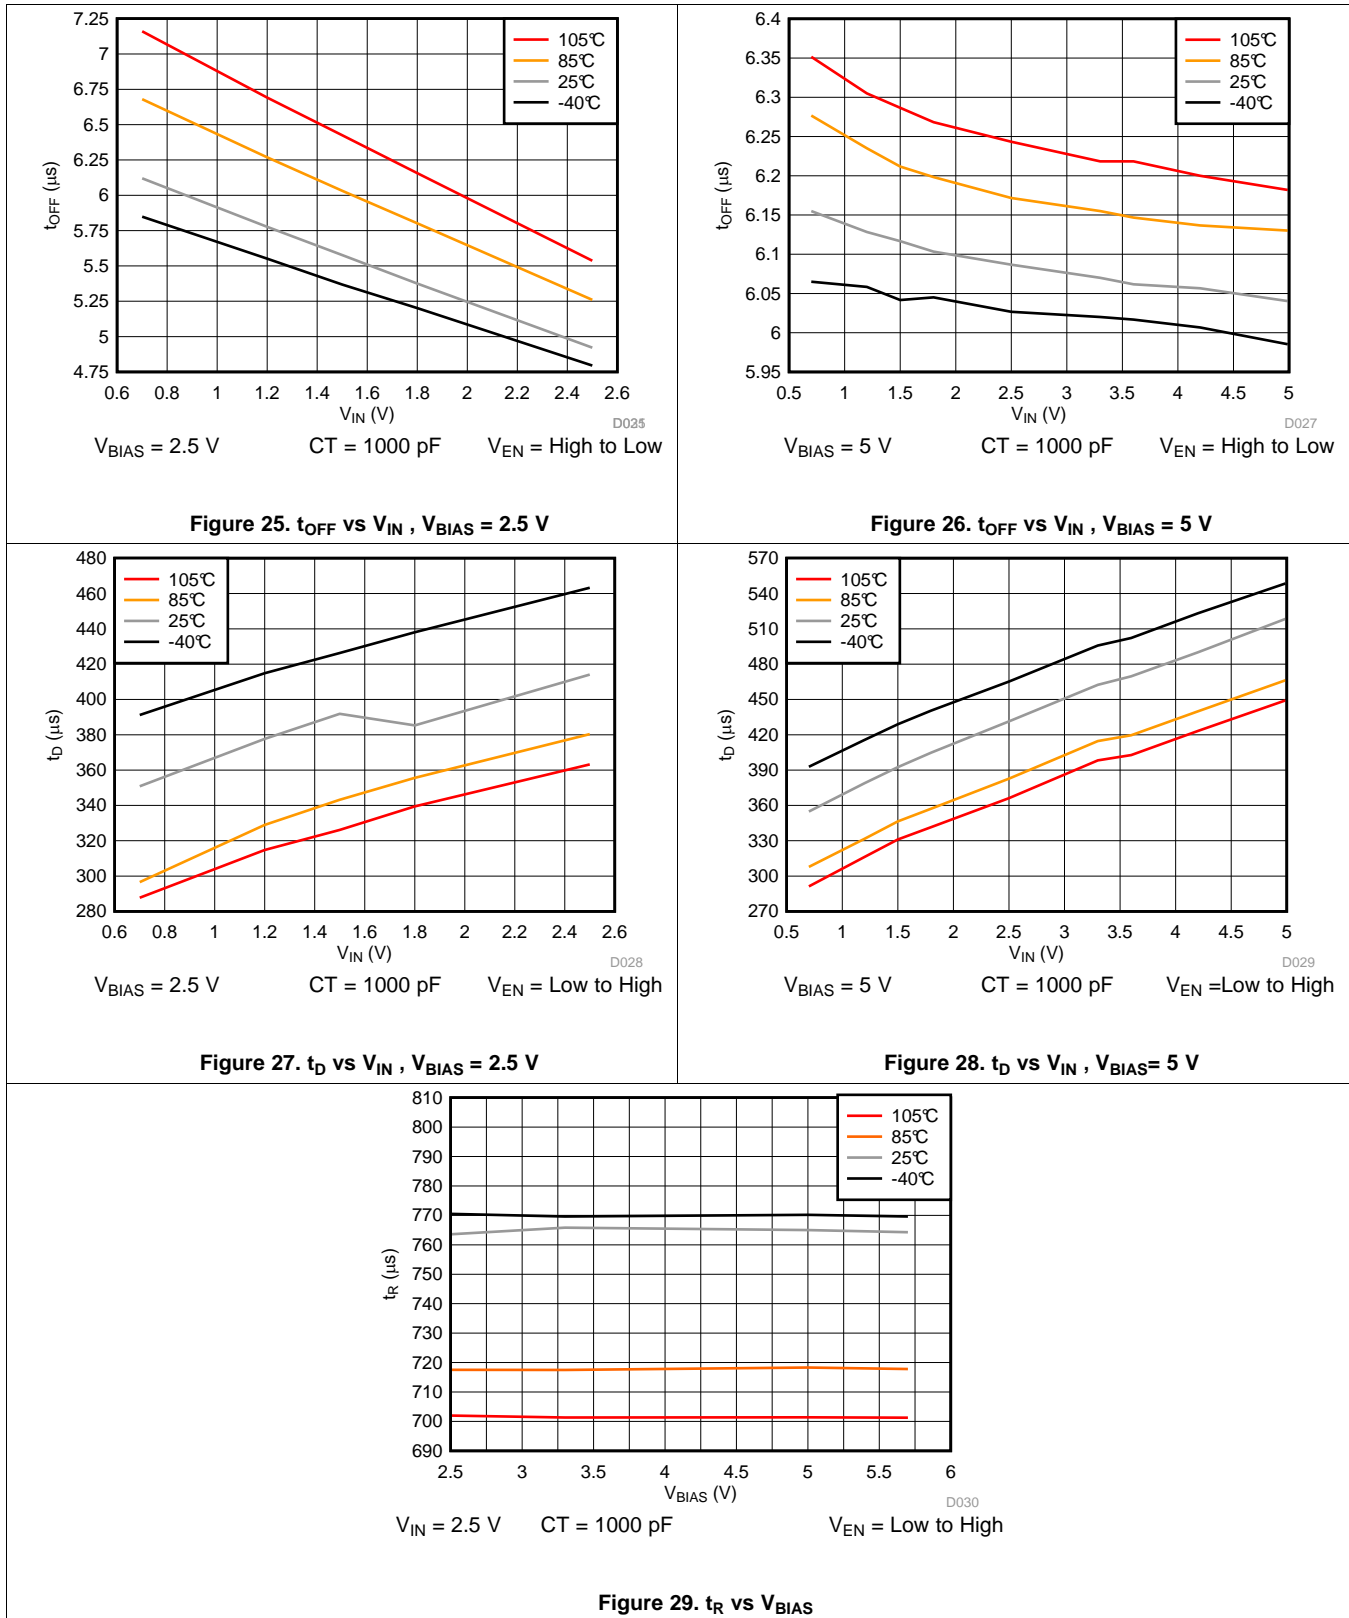 7.25
7
6.75
6.5
6.25
6
5.75
5.5
5.25
5
4.75
tOFF (μs)
105°C
85°C
25°C
-40°C
0.6 0.8 1 1.2 1.4 1.6 1.8 2 2.2 2.4 2.6
VIN (V)
VBIAS = 2.5 V CT = 1000 pF VEN = High to Low
Figure 25. tOFF vs VIN , VBIAS = 2.5 V
6.4
6.35
6.3
6.25
6.2
6.15
6.1
6.05
6
5.95
tOFF (μs)
105°C
85°C
25°C
-40°C
0.5 1 1.5 2 2.5 3 3.5 4 4.5 5
VIN (V)
D027
VBIAS = 5 V CT = 1000 pF VEN = High to Low
Figure 26. tOFF vs VIN , VBIAS = 5 V
480
460
440
420
400
380
360
340
320
300
280
tD (μs)
105°C
85°C
25°C
-40°C
0.6 0.8 1 1.2 1.4 1.6 1.8 2 2.2 2.4 2.6
VIN (V)
D028
VBIAS = 2.5 V CT = 1000 pF VEN = Low to High
Figure 27. tD vs VIN , VBIAS = 2.5 V
570
540
510
480
450
420
390
360
330
300
270
tD (μs)
105°C
85°C
25°C
-40°C
0.5 1 1.5 2 2.5 3 3.5 4 4.5 5
VIN (V)
D029
VBIAS = 5 V CT = 1000 pF VEN =Low to High
Figure 28. tD vs VIN , VBIAS= 5 V
810
800
790
780
770
760
750
740
730
720
710
700
690
tR (μs)
105°C
85°C
25°C
-40°C
2.5 3 3.5 4 4.5 5 5.5 6
VBIAS (V)
D030
VIN = 2.5 V CT = 1000 pF VEN = Low to High
Figure 29. tR vs VBIAS